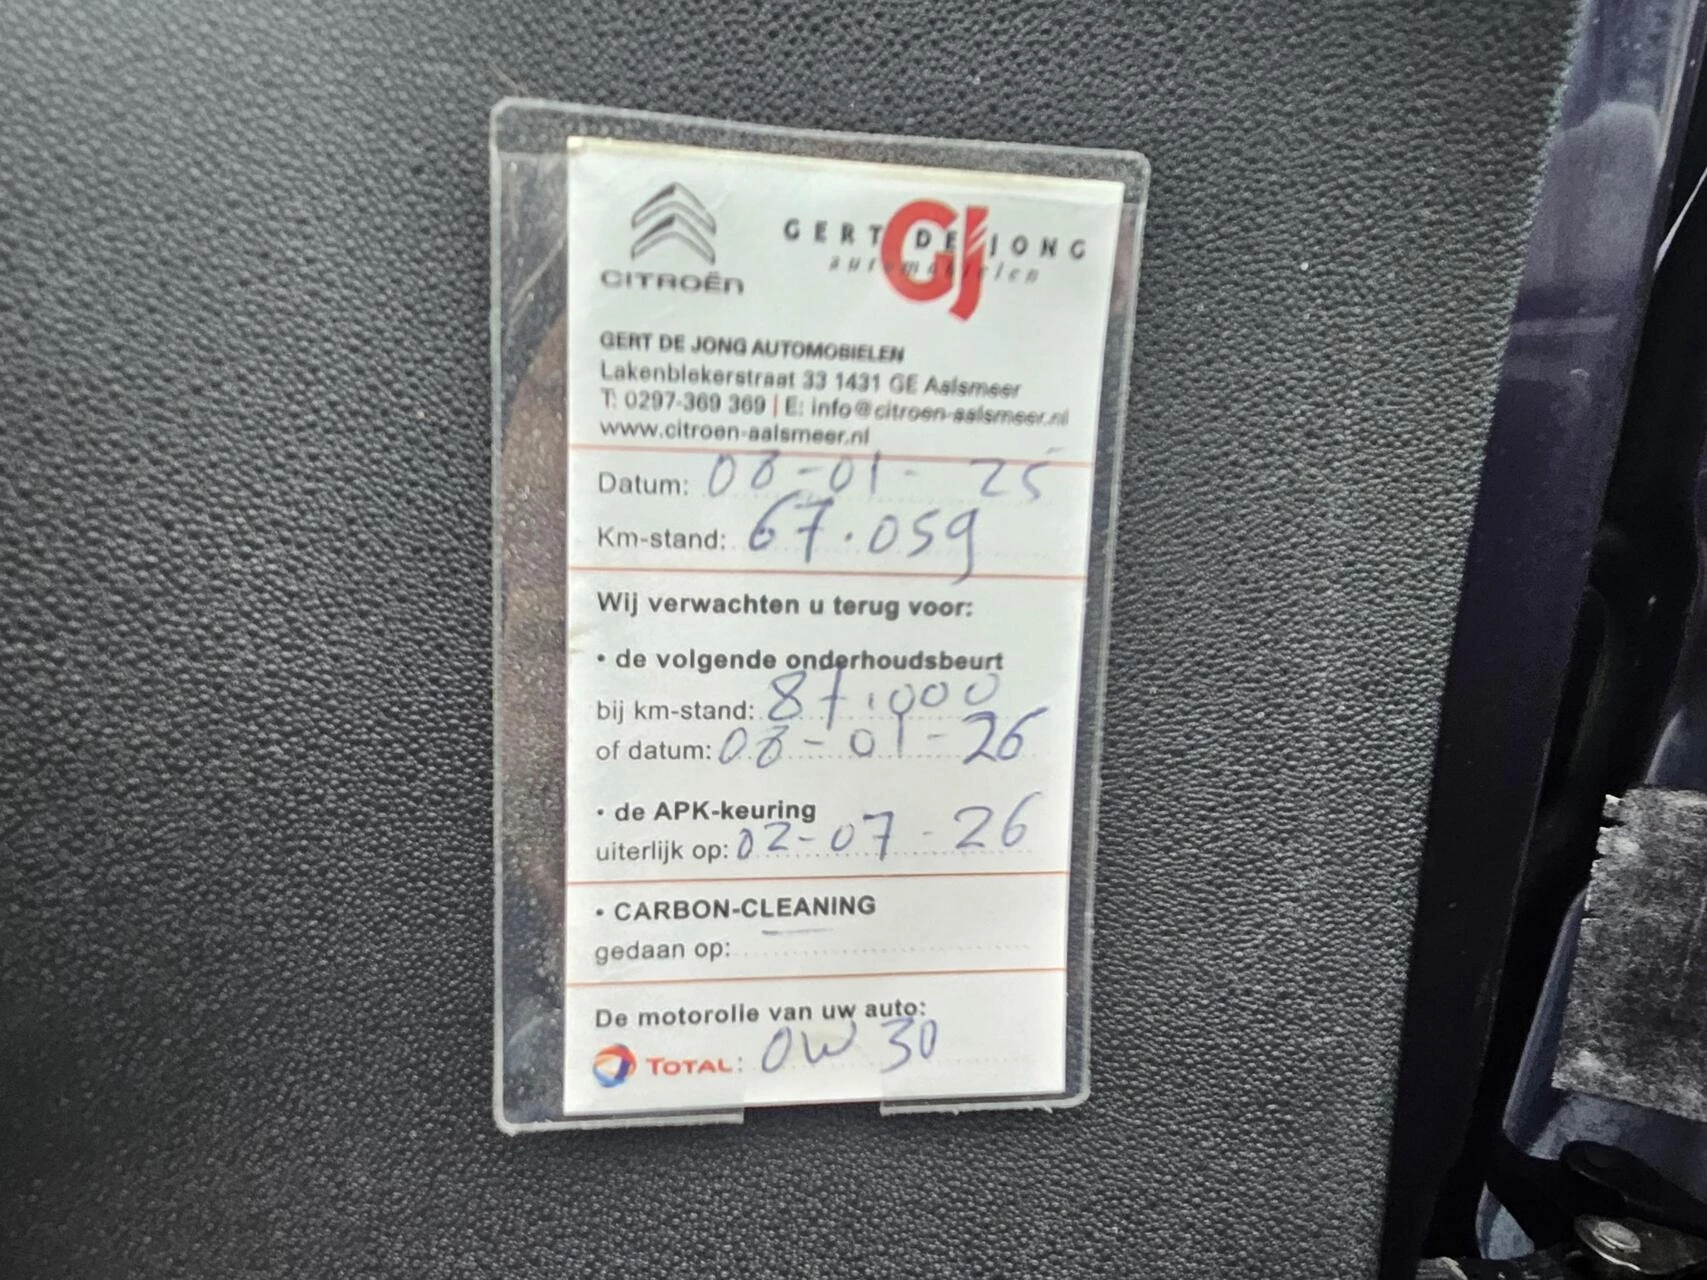 CITROËN
GERT DE JONG
automobielen
GJ
GERT DE JONG AUTOMOBIELEN
Lakenblekerstraat 33 1431 GE Aalsmeer
T: 0297-369 369 | E: info@citroen-aalsmeer.nl
www.citroen-aalsmeer.nl
Datum: 08-01-25
Km-stand: 67.059
Wij verwachten u terug voor:
• de volgende onderhoudsbeurt
bij km-stand: 87.000
of datum: 08-01-26
• de APK-keuring
uiterlijk op: 02-07-26
• CARBON-CLEANING
gedaan op:
De motorolie van uw auto:
TOTAL: 0W30